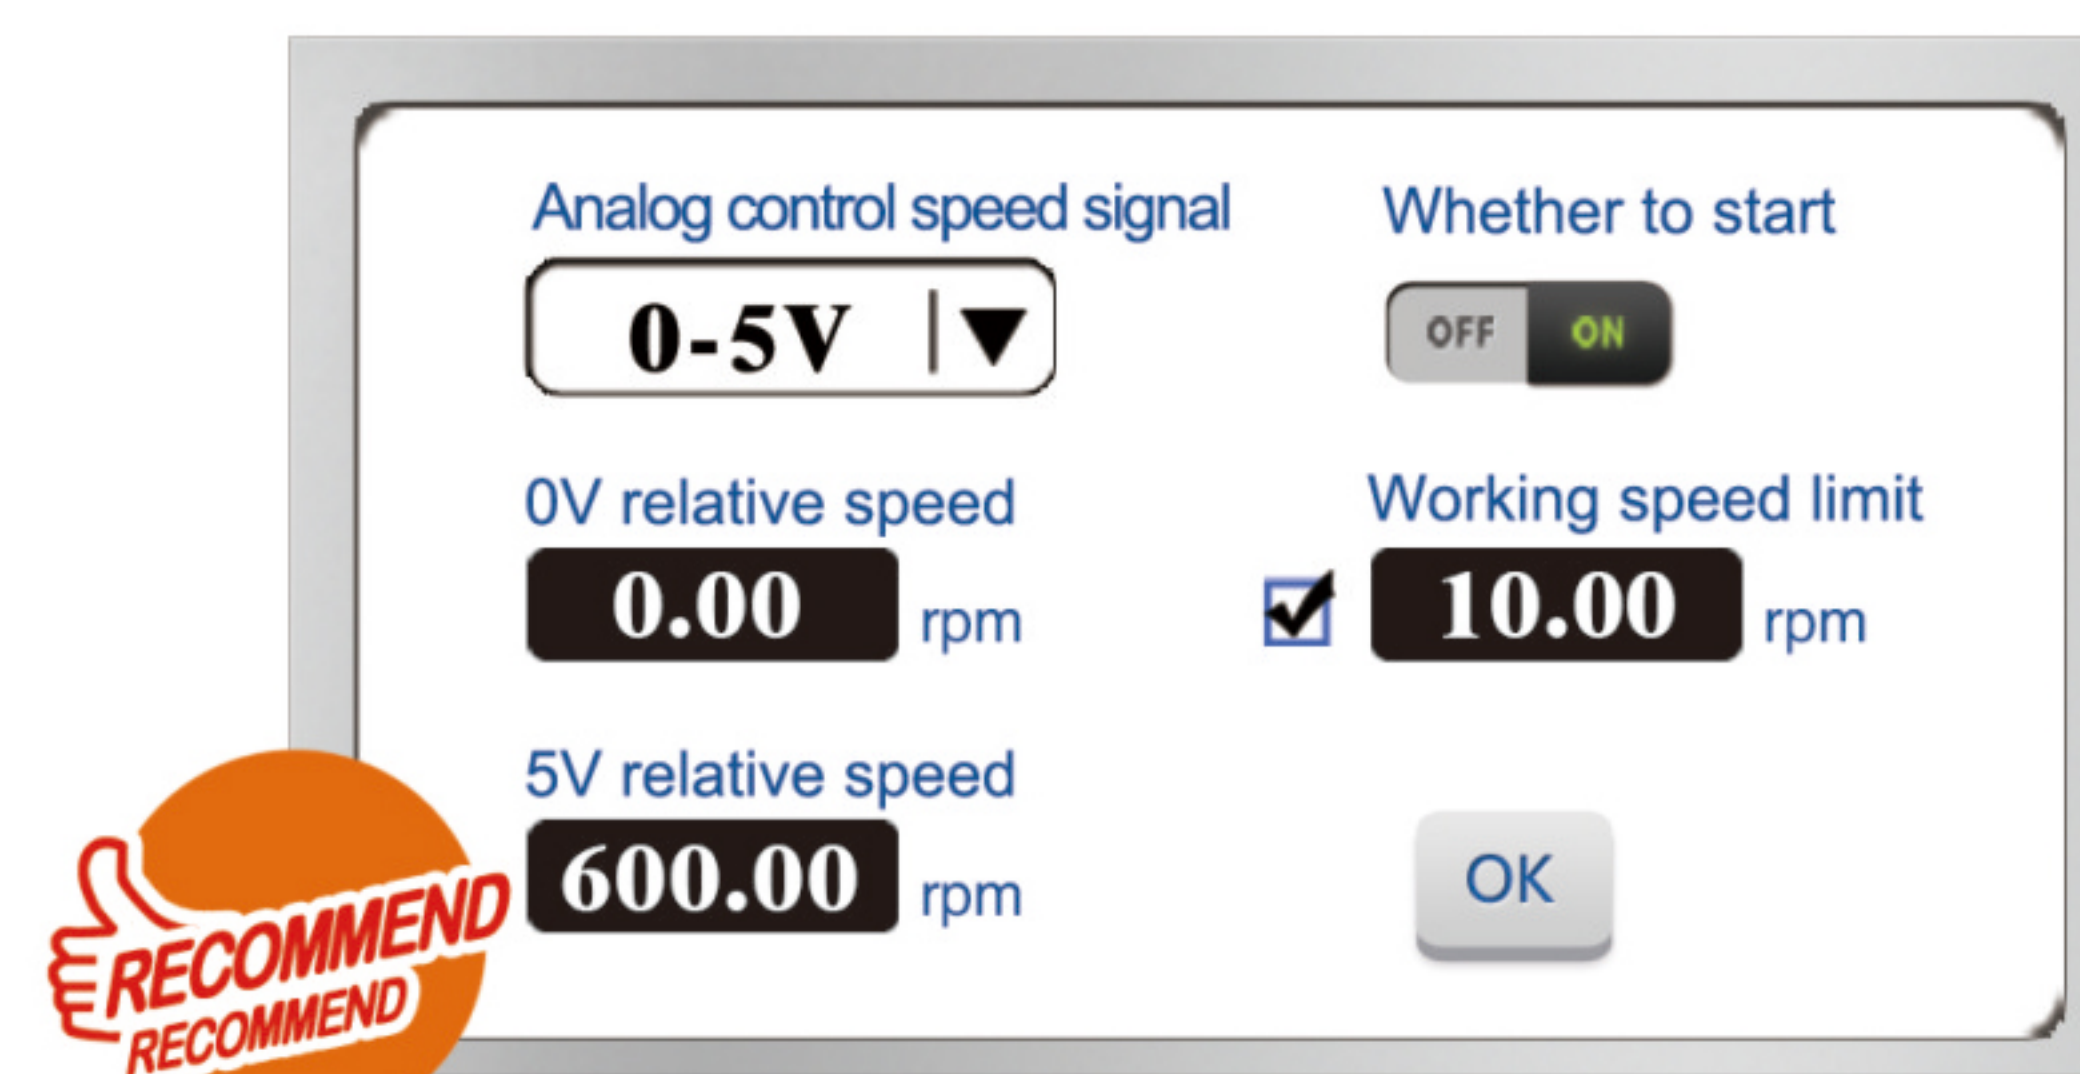 Analog control speed signal
Whether to start
0-5V
OFF ON
0V relative speed
Working speed limit
0.00 rpm
10.00 rpm
5V relative speed
600.00 rpm
OK
RECOMMEND
RECOMMEND